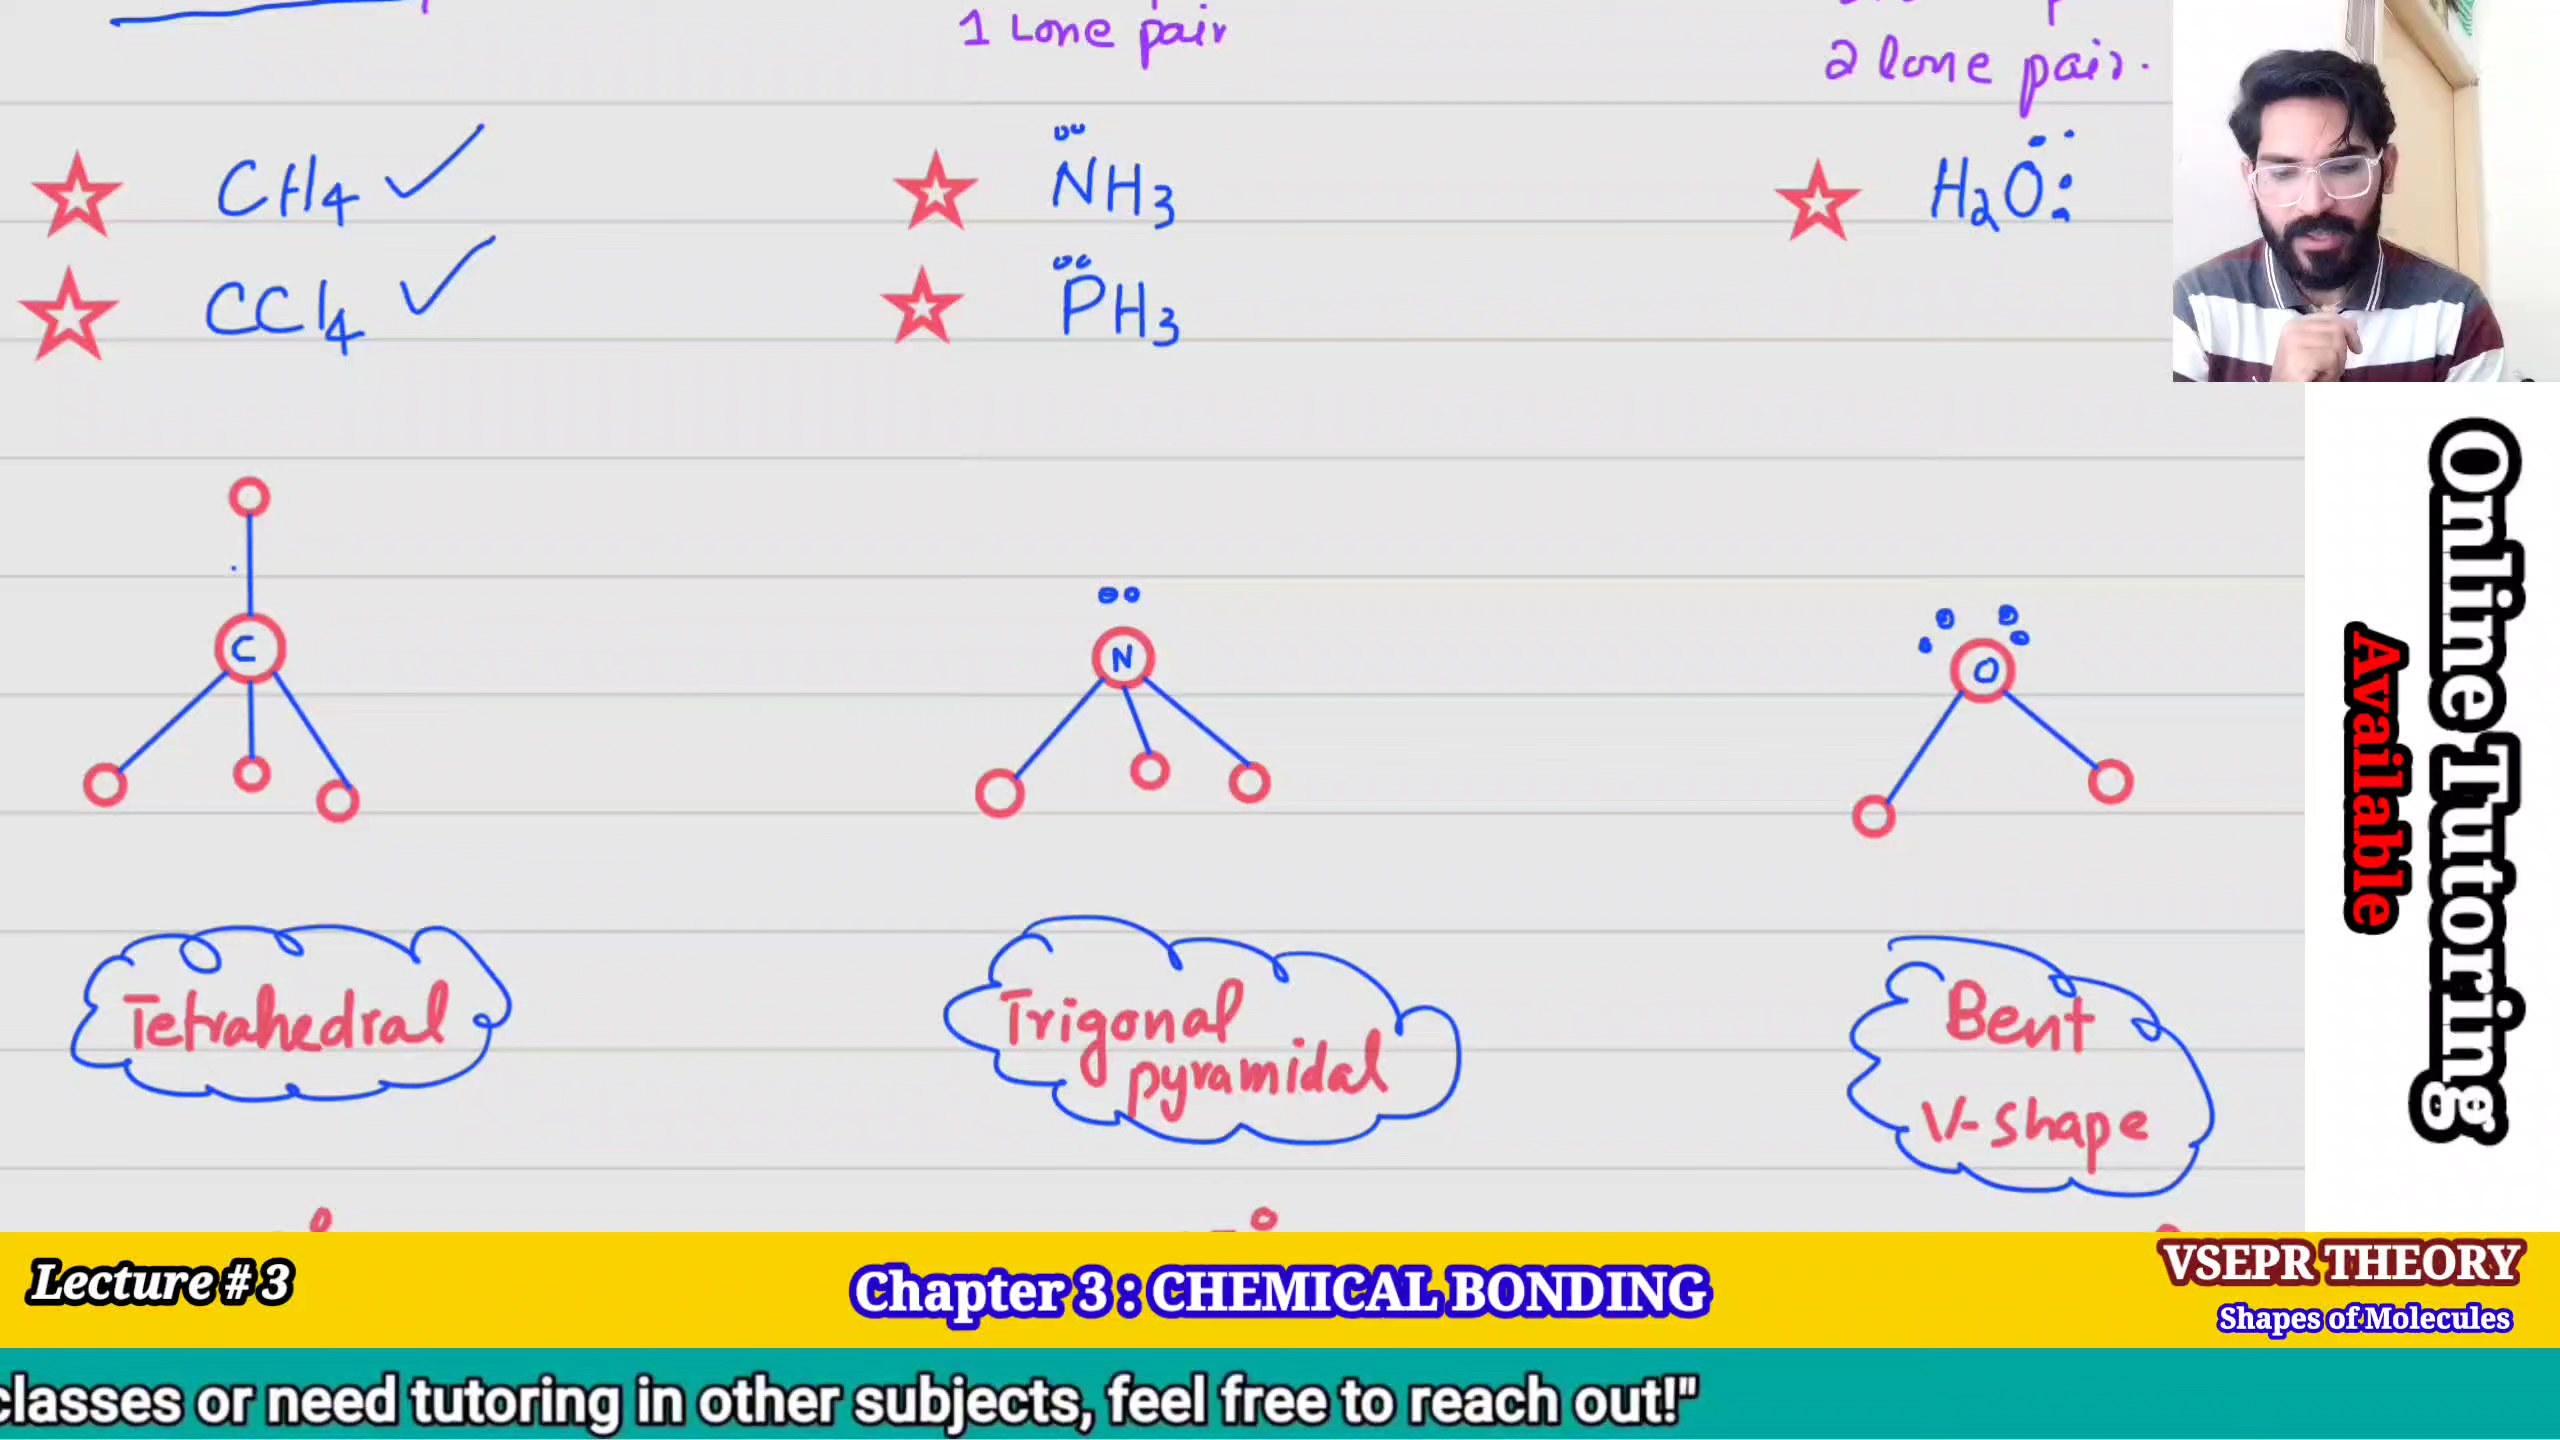 1 Lone pair
2 lone pair.
CH4
NH3
H2O
CCl4
PH3
C
N
O
Tetrahedral
Trigonal
pyramidal
Bent
V-shape
Online Tutoring
Available
Lecture # 3
Chapter 3 : CHEMICAL BONDING
VSEPR THEORY
Shapes of Molecules
classes or need tutoring in other subjects, feel free to reach out!"